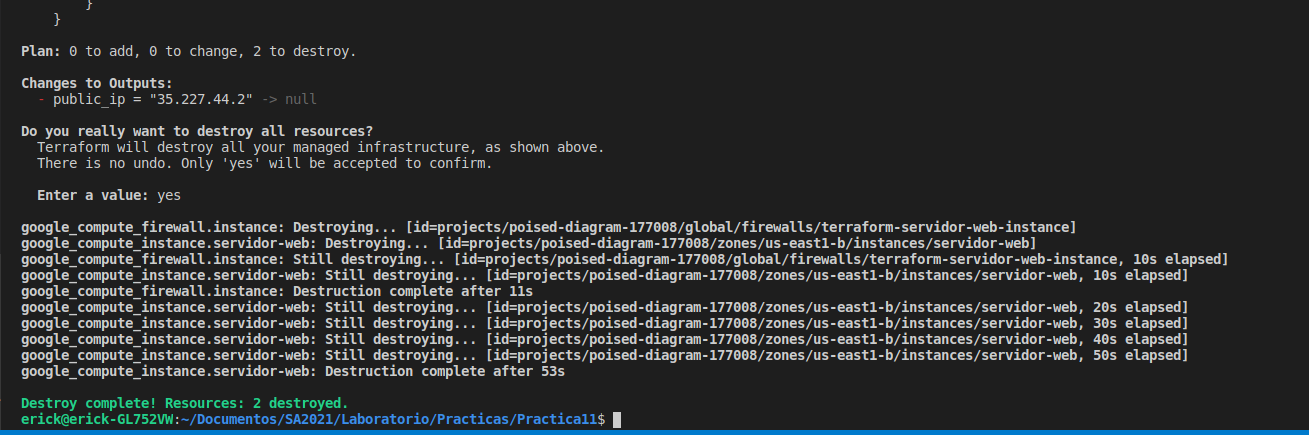 }
}
Plan: 0 to add, 0 to change, 2 to destroy.
Changes to Outputs:
- public_ip = "35.227.44.2" -> null
Do you really want to destroy all resources?
Terraform will destroy all your managed infrastructure, as shown above.
There is no undo. Only 'yes' will be accepted to confirm.
Enter a value: yes
google_compute_firewall.instance: Destroying... [id=projects/poised-diagram-177008/global/firewalls/terraform-servidor-web-instance]
google_compute_instance.servidor-web: Destroying... [id=projects/poised-diagram-177008/zones/us-east1-b/instances/servidor-web]
google_compute_firewall.instance: Still destroying... [id=projects/poised-diagram-177008/global/firewalls/terraform-servidor-web-instance, 10s elapsed]
google_compute_instance.servidor-web: Still destroying... [id=projects/poised-diagram-177008/zones/us-east1-b/instances/servidor-web, 10s elapsed]
google_compute_firewall.instance: Destruction complete after 11s
google_compute_instance.servidor-web: Still destroying... [id=projects/poised-diagram-177008/zones/us-east1-b/instances/servidor-web, 20s elapsed]
google_compute_instance.servidor-web: Still destroying... [id=projects/poised-diagram-177008/zones/us-east1-b/instances/servidor-web, 30s elapsed]
google_compute_instance.servidor-web: Still destroying... [id=projects/poised-diagram-177008/zones/us-east1-b/instances/servidor-web, 40s elapsed]
google_compute_instance.servidor-web: Still destroying... [id=projects/poised-diagram-177008/zones/us-east1-b/instances/servidor-web, 50s elapsed]
google_compute_instance.servidor-web: Destruction complete after 53s
Destroy complete! Resources: 2 destroyed.
erick@erick-GL752VW:~/Documentos/SA2021/Laboratorio/Practicas/Practica11$